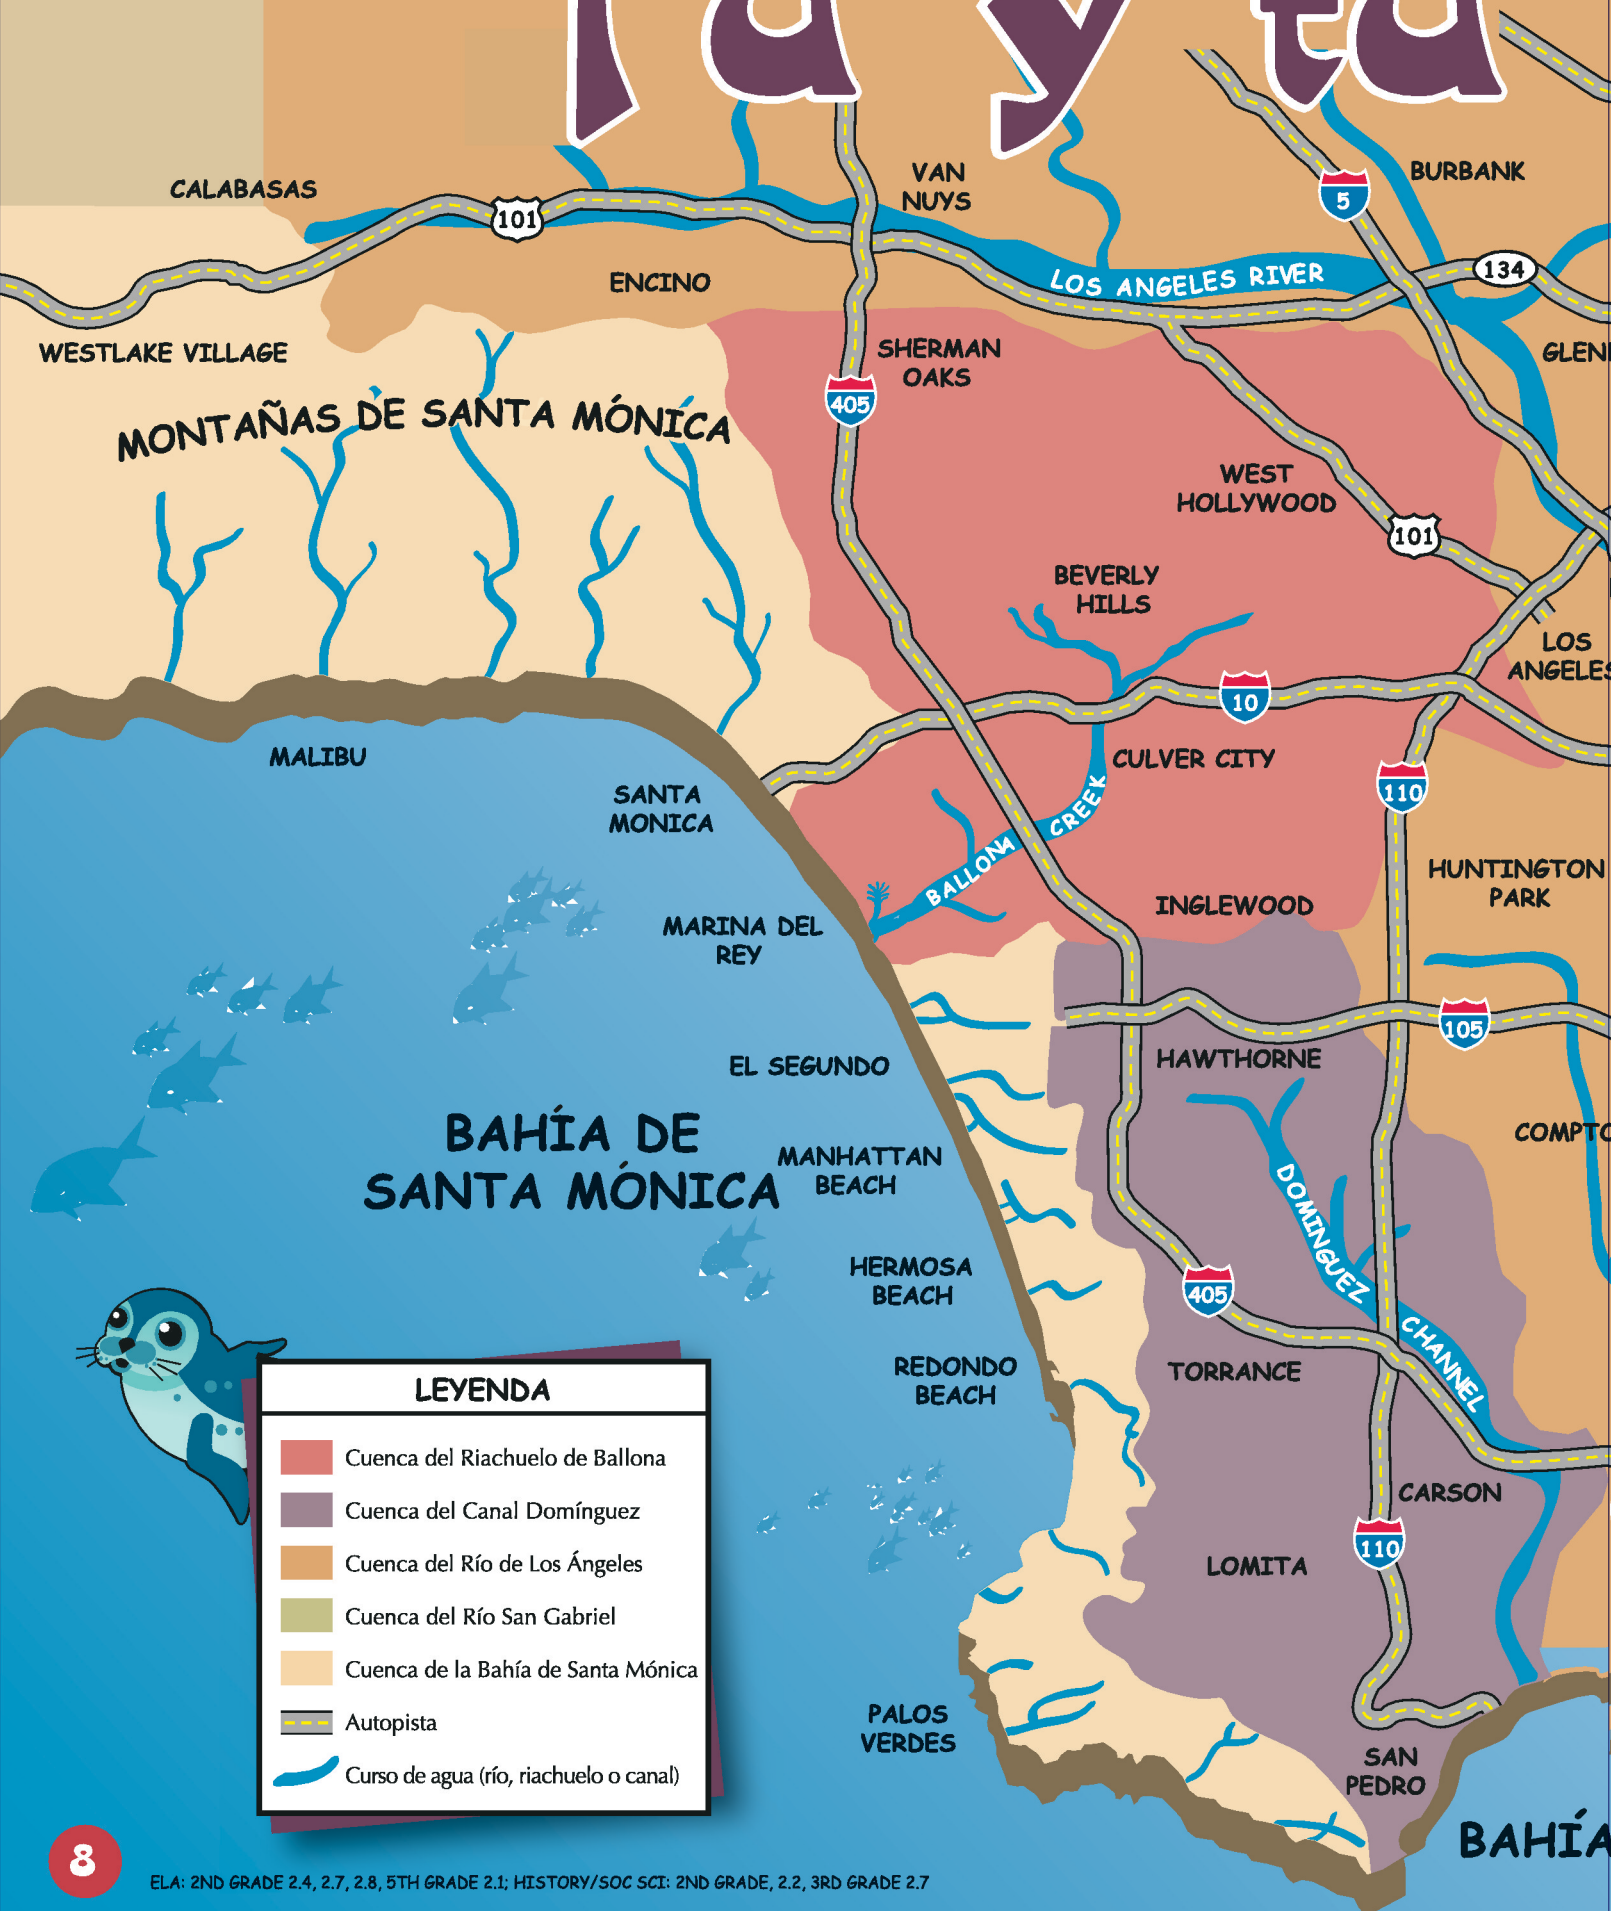 la y ta
CALABASAS
101
VAN
NUYS
5
BURBANK
134
ENCINO
LOS ANGELES RIVER
WESTLAKE VILLAGE
SHERMAN
OAKS
GLEN
MONTAÑAS DE SANTA MÓNICA
405
WEST
HOLLYWOOD
101
BEVERLY
HILLS
LOS
ANGELES
10
MALIBU
CULVER CITY
110
SANTA
MONICA
BALLONA CREEK
HUNTINGTON
PARK
INGLEWOOD
MARINA DEL
REY
105
EL SEGUNDO
HAWTHORNE
BAHÍA DE
SANTA MÓNICA
COMPTO
MANHATTAN
BEACH
DOMINGUEZ CHANNEL
HERMOSA
BEACH
405
REDONDO
BEACH
TORRANCE
CARSON
110
LOMITA
PALOS
VERDES
SAN
PEDRO
BAHÍA
LEYENDA
Cuenca del Riachuelo de Ballona
Cuenca del Canal Domínguez
Cuenca del Río de Los Ángeles
Cuenca del Río San Gabriel
Cuenca de la Bahía de Santa Mónica
Autopista
Curso de agua (río, riachuelo o canal)
8
ELA: 2ND GRADE 2.4, 2.7, 2.8, 5TH GRADE 2.1; HISTORY/SOC SCI: 2ND GRADE, 2.2, 3RD GRADE 2.7